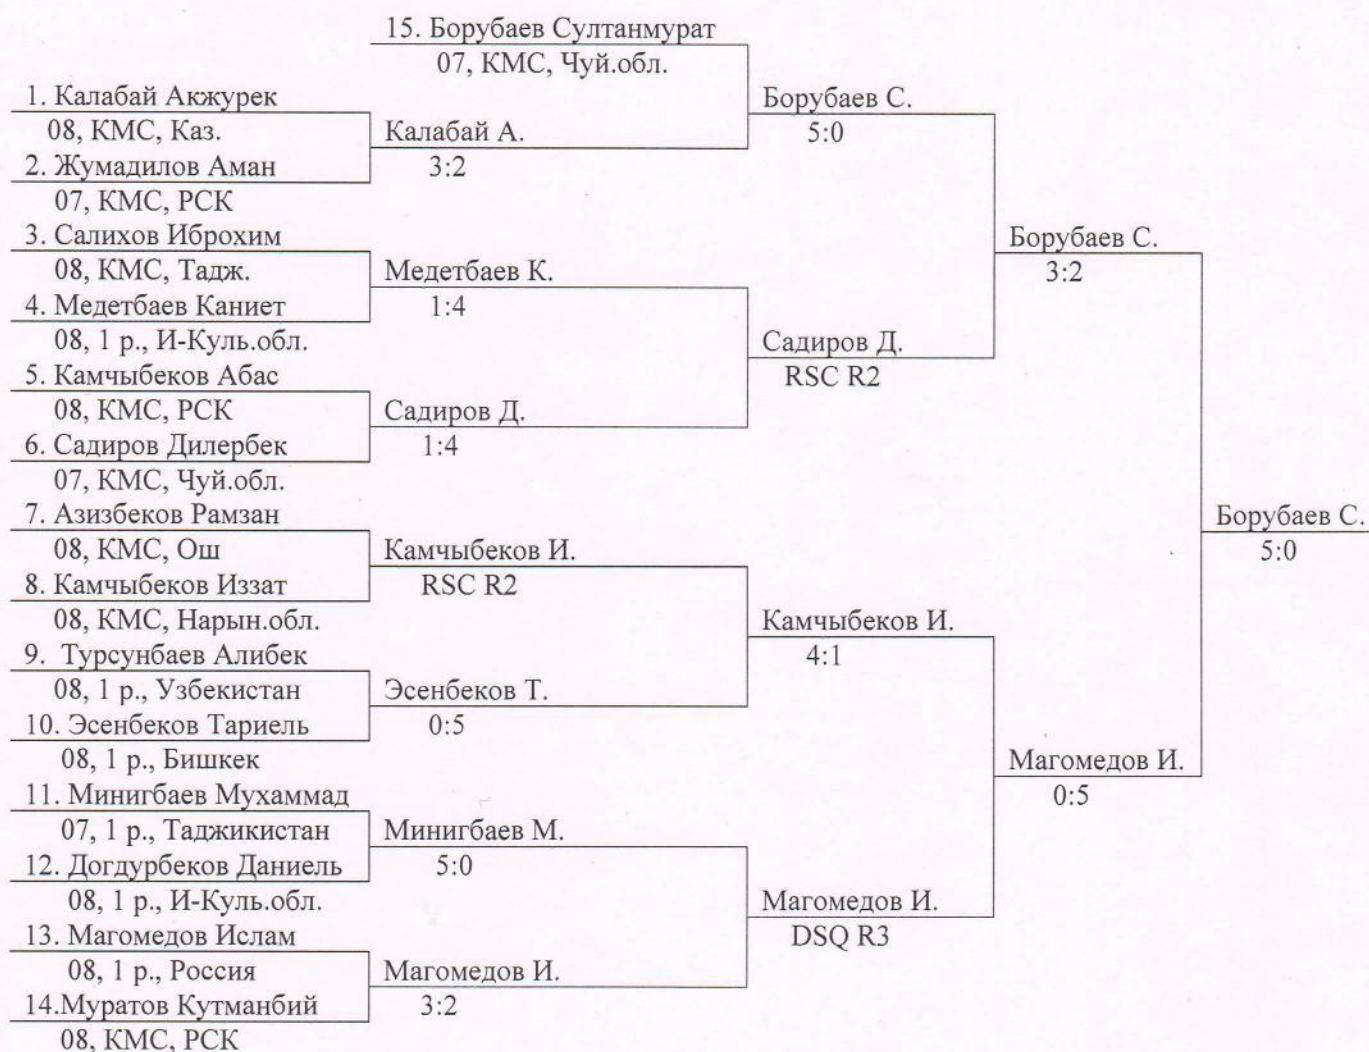 15. Борубаев Султанмурат
07, КМС, Чуй.обл.
1. Калабай Акжурек
08, КМС, Каз.
2. Жумадилов Аман
07, КМС, РСК
3. Салихов Иброхим
08, КМС, Тадж.
4. Медетбаев Каниет
08, 1 р., И-Куль.обл.
5. Камчыбеков Абас
08, КМС, РСК
6. Садиров Дилербек
07, КМС, Чуй.обл.
7. Азизбеков Рамзан
08, КМС, Ош
8. Камчыбеков Иззат
08, КМС, Нарын.обл.
9. Турсунбаев Алибек
08, 1 р., Узбекистан
10. Эсенбеков Тариель
08, 1 р., Бишкек
11. Минигбаев Мухаммад
07, 1 р., Таджикистан
12. Догдурбеков Даниель
08, 1 р., И-Куль.обл.
13. Магомедов Ислам
08, 1 р., Россия
14.Муратов Кутманбий
08, КМС, РСК
Калабай А.
3:2
Медетбаев К.
1:4
Садиров Д.
1:4
Камчыбеков И.
RSC R2
Эсенбеков Т.
0:5
Минигбаев М.
5:0
Магомедов И.
3:2
Борубаев С.
5:0
Садиров Д.
RSC R2
Камчыбеков И.
4:1
Магомедов И.
DSQ R3
Борубаев С.
3:2
Магомедов И.
0:5
Борубаев С.
5:0